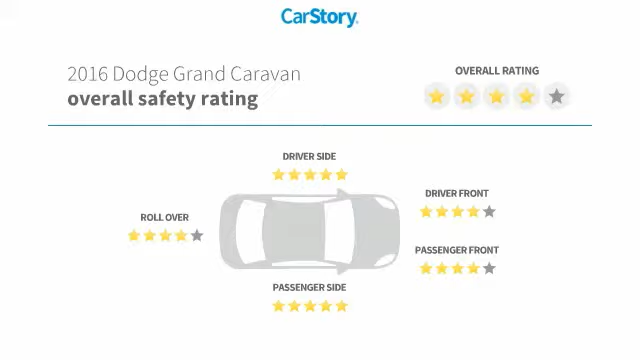 CarStory.
2016 Dodge Grand Caravan
overall safety rating
OVERALL RATING
DRIVER SIDE
DRIVER FRONT
ROLL OVER
PASSENGER FRONT
PASSENGER SIDE